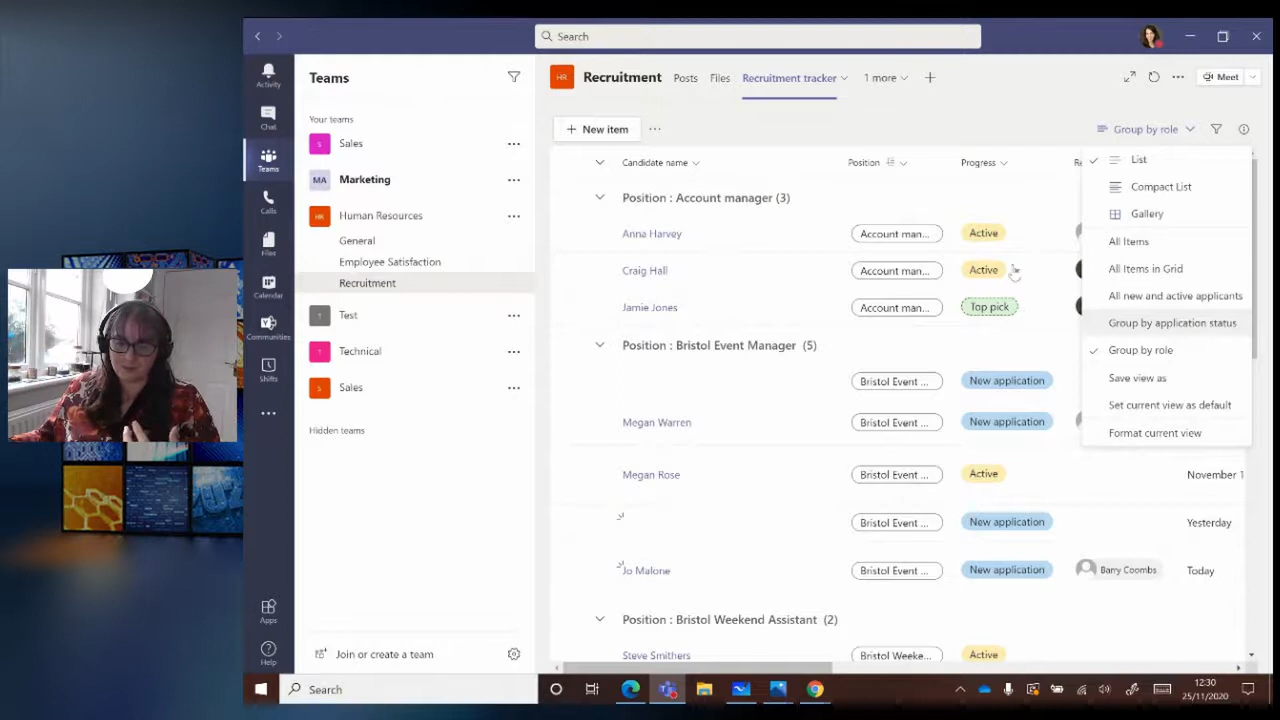 Search
Activity
Chat
Teams
Calls
Files
Calendar
Communities
Shifts
Apps
Help
Teams
Your teams
S Sales
MA Marketing
HR Human Resources
General
Employee Satisfaction
Recruitment
T Test
T Technical
S Sales
Hidden teams
Join or create a team
HR Recruitment Posts Files Recruitment tracker 1 more + Meet
+ New item ... Group by role
Candidate name Position Progress Re
Position : Account manager (3)
Anna Harvey Account man... Active
Craig Hall Account man... Active
Jamie Jones Account man... Top pick
Position : Bristol Event Manager (5)
Bristol Event ... New application
Megan Warren Bristol Event ... New application
Megan Rose Bristol Event ... Active November 1
Bristol Event ... New application Yesterday
Jo Malone Bristol Event ... New application Barry Coombs Today
Position : Bristol Weekend Assistant (2)
Steve Smithers Bristol Weeke... Active
List
Compact List
Gallery
All Items
All Items in Grid
All new and active applicants
Group by application status
Group by role
Save view as
Set current view as default
Format current view
Search
12:30
25/11/2020